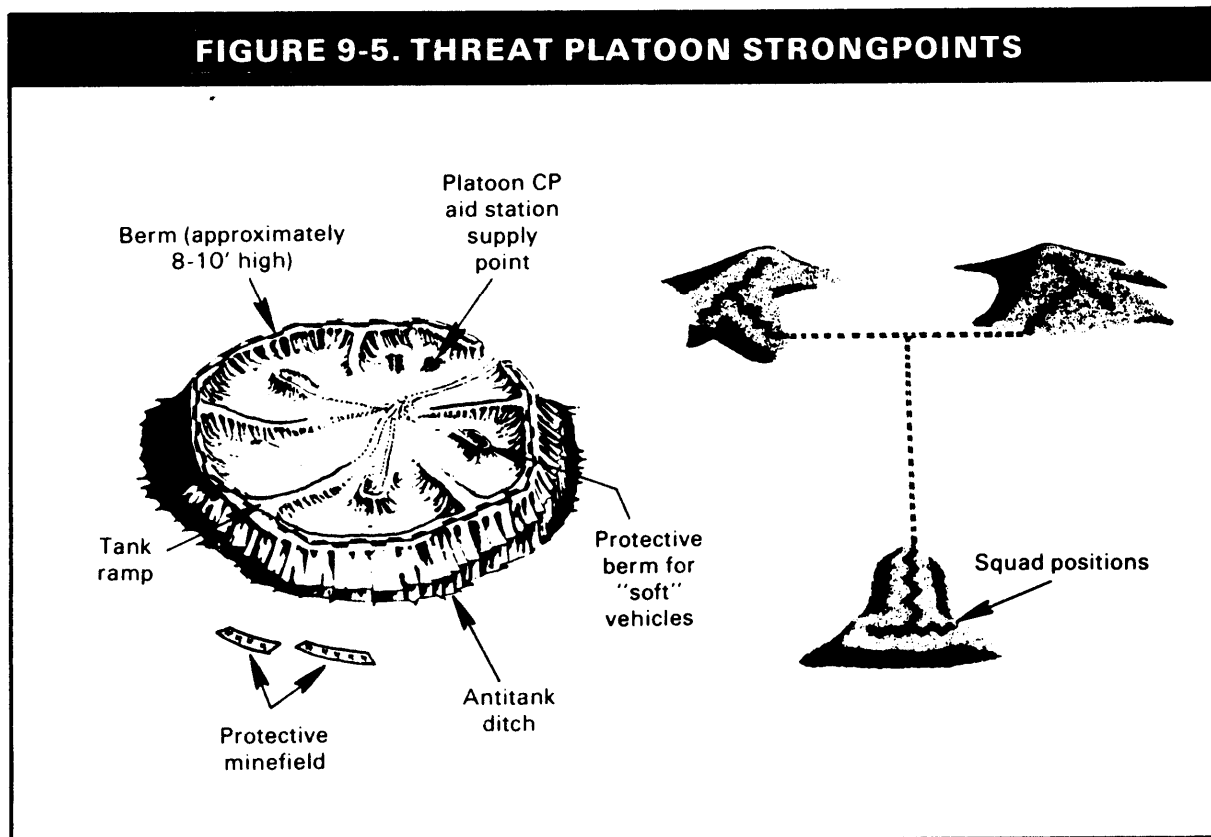 FIGURE 9-5. THREAT PLATOON STRONGPOINTS
Platoon CP
aid station
supply
point
Berm (approximately
8-10' high)
Tank
ramp
Protective
berm for
"soft"
vehicles
Squad positions
Antitank
ditch
Protective
minefield